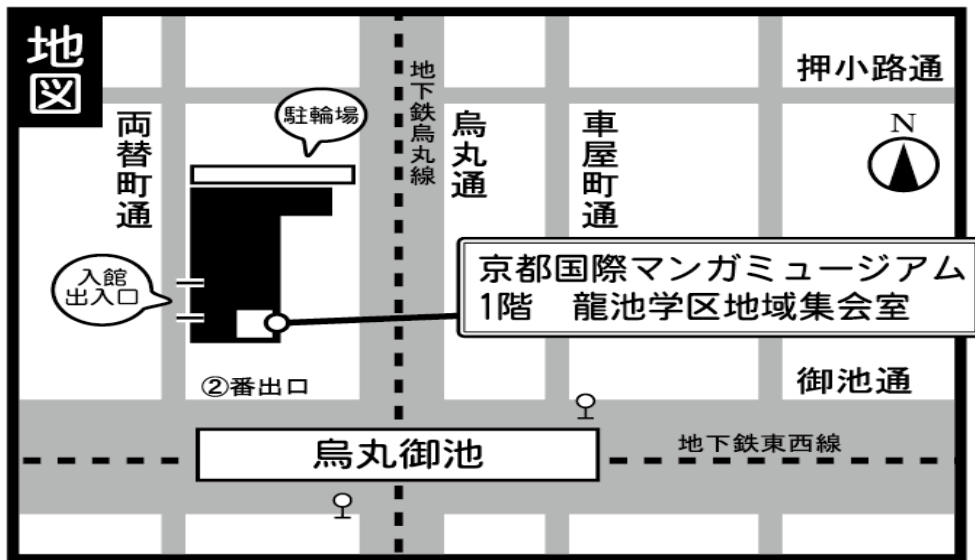 地図
押小路通
駐輪場
地下鉄烏丸線
烏丸通
車屋町通
両替町通
N
入館
出入口
京都国際マンガミュージアム
1階 龍池学区地域集会室
②番出口
御池通
烏丸御池
地下鉄東西線